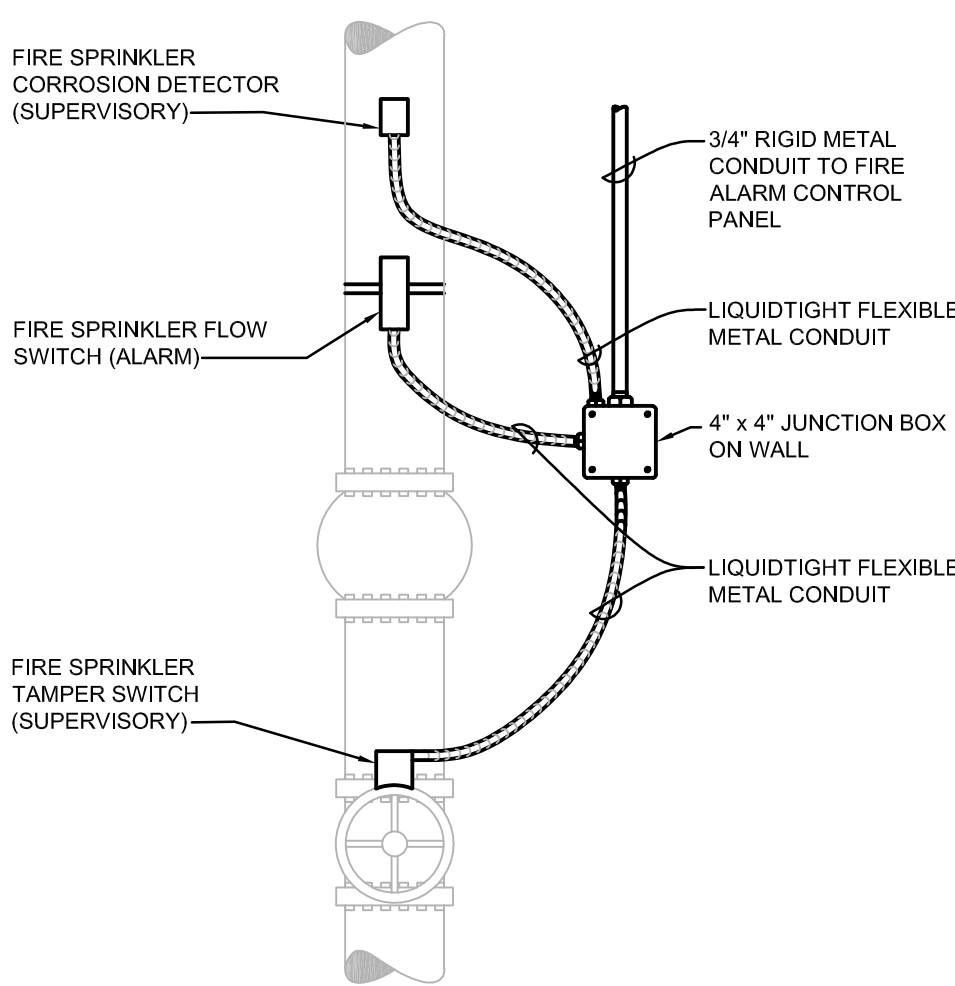 FIRE SPRINKLER
CORROSION DETECTOR
(SUPERVISORY)
3/4" RIGID METAL
CONDUIT TO FIRE
ALARM CONTROL
PANEL
FIRE SPRINKLER FLOW
SWITCH (ALARM)
LIQUIDTIGHT FLEXIBLE
METAL CONDUIT
4" x 4" JUNCTION BOX
ON WALL
LIQUIDTIGHT FLEXIBLE
METAL CONDUIT
FIRE SPRINKLER
TAMPER SWITCH
(SUPERVISORY)